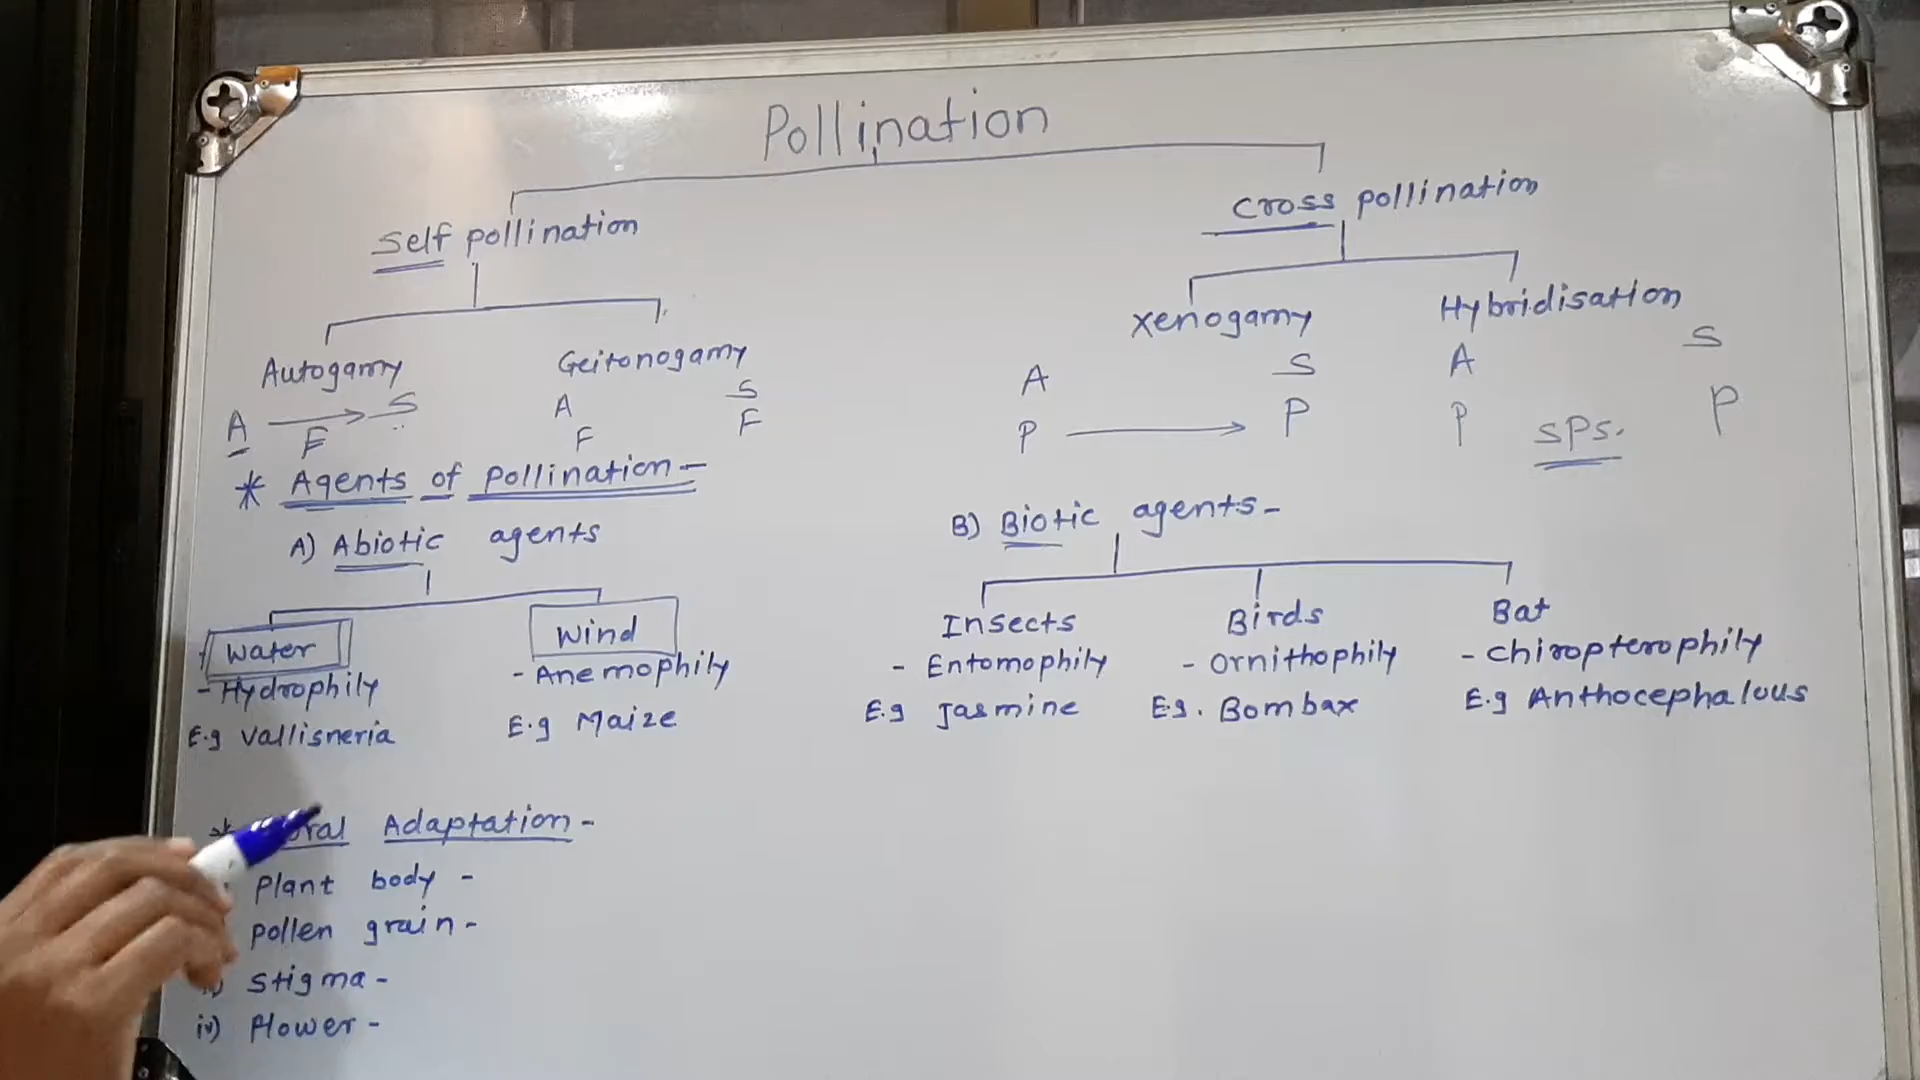 Pollination
Self pollination
Cross pollination
Autogamy
Geitonogamy
Xenogamy
Hybridisation
A → S
F
A S
F F
A S
P → P
A S
P sps. P
* Agents of pollination -
A) Abiotic agents
Water
- Hydrophily
E.g Vallisneria
Wind
- Anemophily
E.g Maize
B) Biotic agents -
Insects
- Entomophily
E.g Jasmine
Birds
- Ornithophily
E.g. Bombax
Bat
- Chiropterophily
E.g Anthocephalous
Adaptation -
Plant body -
pollen grain -
Stigma -
iv) Flower -